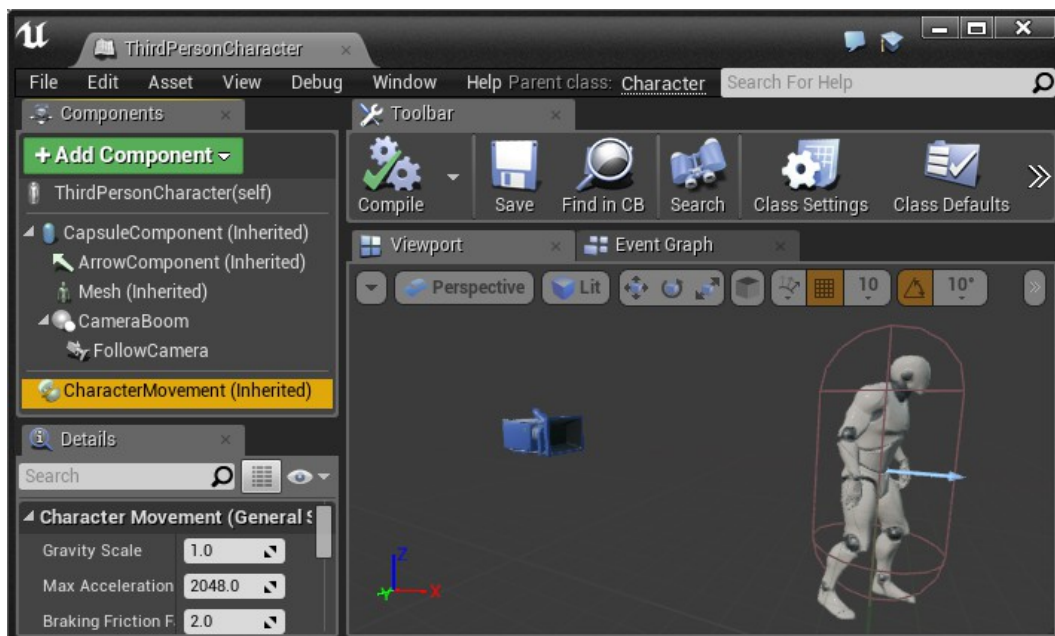 ThirdPersonCharacter
File Edit Asset View Debug Window Help Parent class: Character Search For Help
Components
Toolbar
+ Add Component
ThirdPersonCharacter(self)
CapsuleComponent (Inherited)
ArrowComponent (Inherited)
Mesh (Inherited)
CameraBoom
FollowCamera
CharacterMovement (Inherited)
Compile Save Find in CB Search Class Settings Class Defaults
Viewport Event Graph
Perspective Lit 10 10°
Details
Search
Character Movement (General S
Gravity Scale 1.0
Max Acceleration 2048.0
Braking Friction F 2.0
Z
Y
X